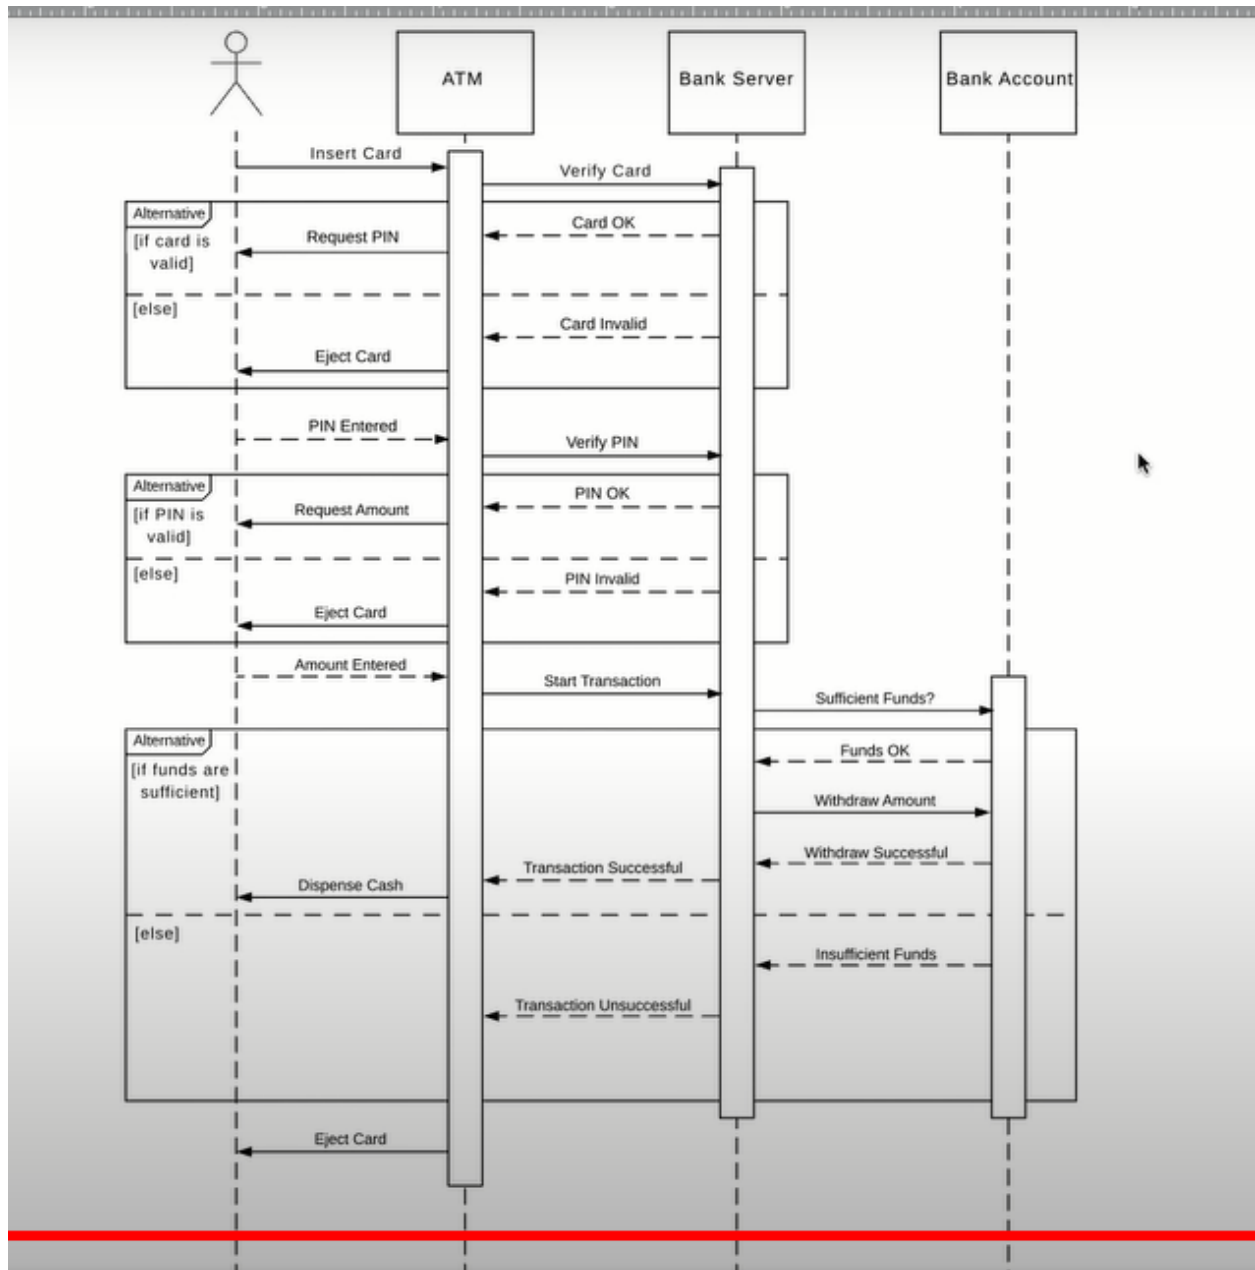 ATM
Bank Server
Bank Account
Insert Card
Verify Card
Alternative
[if card is
valid]
Card OK
Request PIN
[else]
Card Invalid
Eject Card
PIN Entered
Verify PIN
Alternative
[if PIN is
valid]
PIN OK
Request Amount
[else]
PIN Invalid
Eject Card
Amount Entered
Start Transaction
Sufficient Funds?
Alternative
[if funds are
sufficient]
Funds OK
Withdraw Amount
Withdraw Successful
Transaction Successful
Dispense Cash
[else]
Insufficient Funds
Transaction Unsuccessful
Eject Card